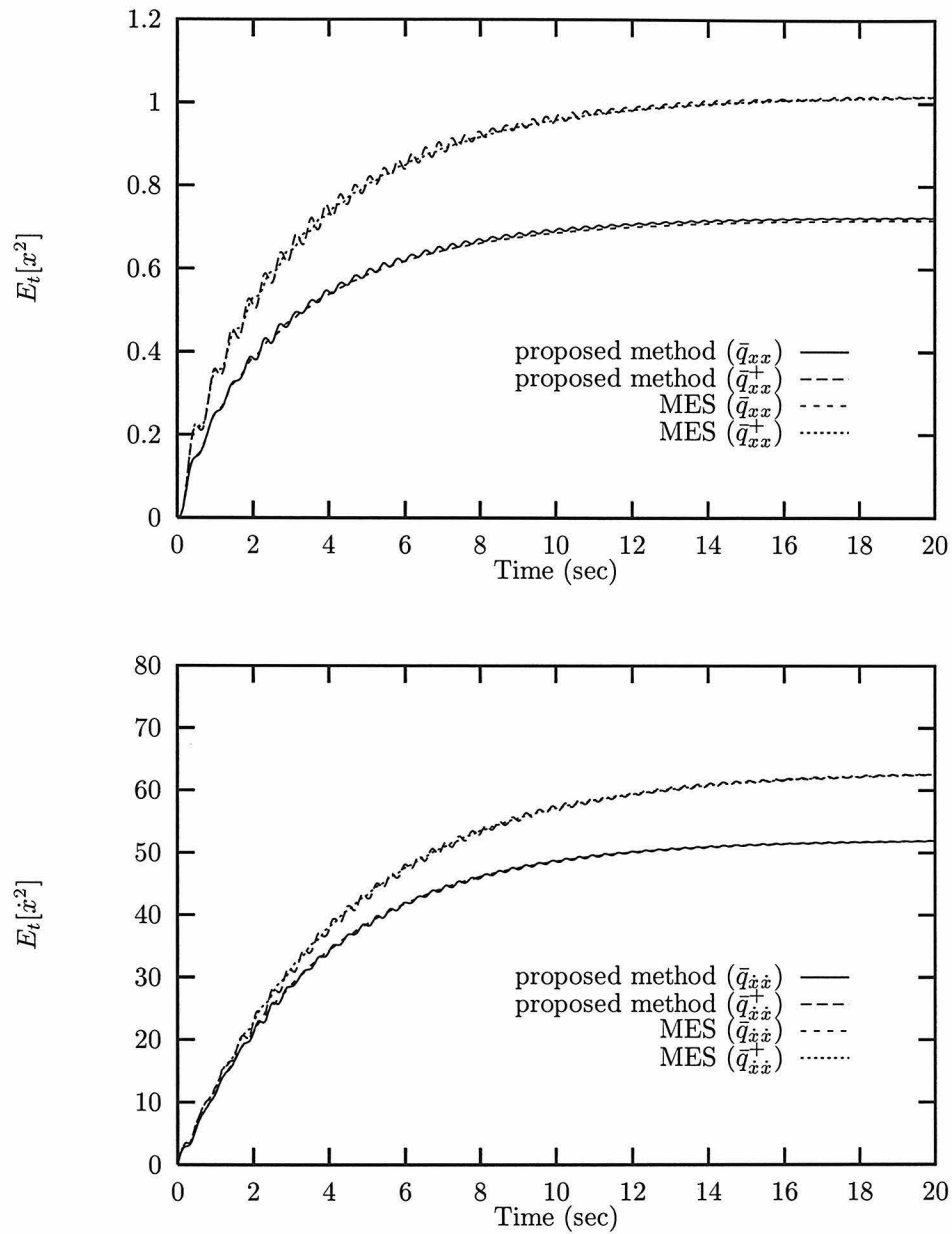 1.2
1
0.8
0.6
0.4
0.2
0
E_t[x²]
proposed method (q̄_xx)
proposed method (q̄⁺_xx)
MES (q̄_xx)
MES (q̄⁺_xx)
0 2 4 6 8 10 12 14 16 18 20
Time (sec)
80
70
60
50
40
30
20
10
0
E_t[ẋ²]
proposed method (q̄_ẋẋ)
proposed method (q̄⁺_ẋẋ)
MES (q̄_ẋẋ)
MES (q̄⁺_ẋẋ)
0 2 4 6 8 10 12 14 16 18 20
Time (sec)